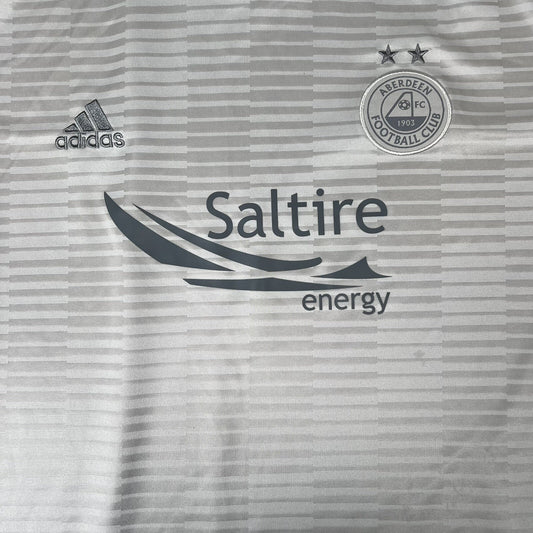 adidas
ABERDEEN
FC
1903
FOOTBALL CLUB
Saltire
energy